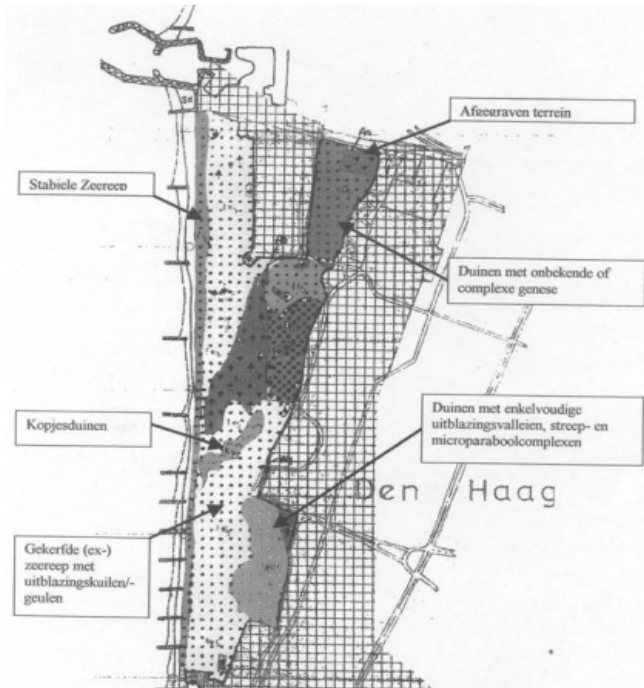 Afgegraven terrein
Stabiele Zeereep
Duinen met onbekende of
complexe genese
Duinen met enkelvoudige
uitblazingsvalleien, streep- en
microparaboolcomplexen
Kopjesduinen
Den Haag
Gekerfde (ex-)
zeereep met
uitblazingskuilen/-
geulen